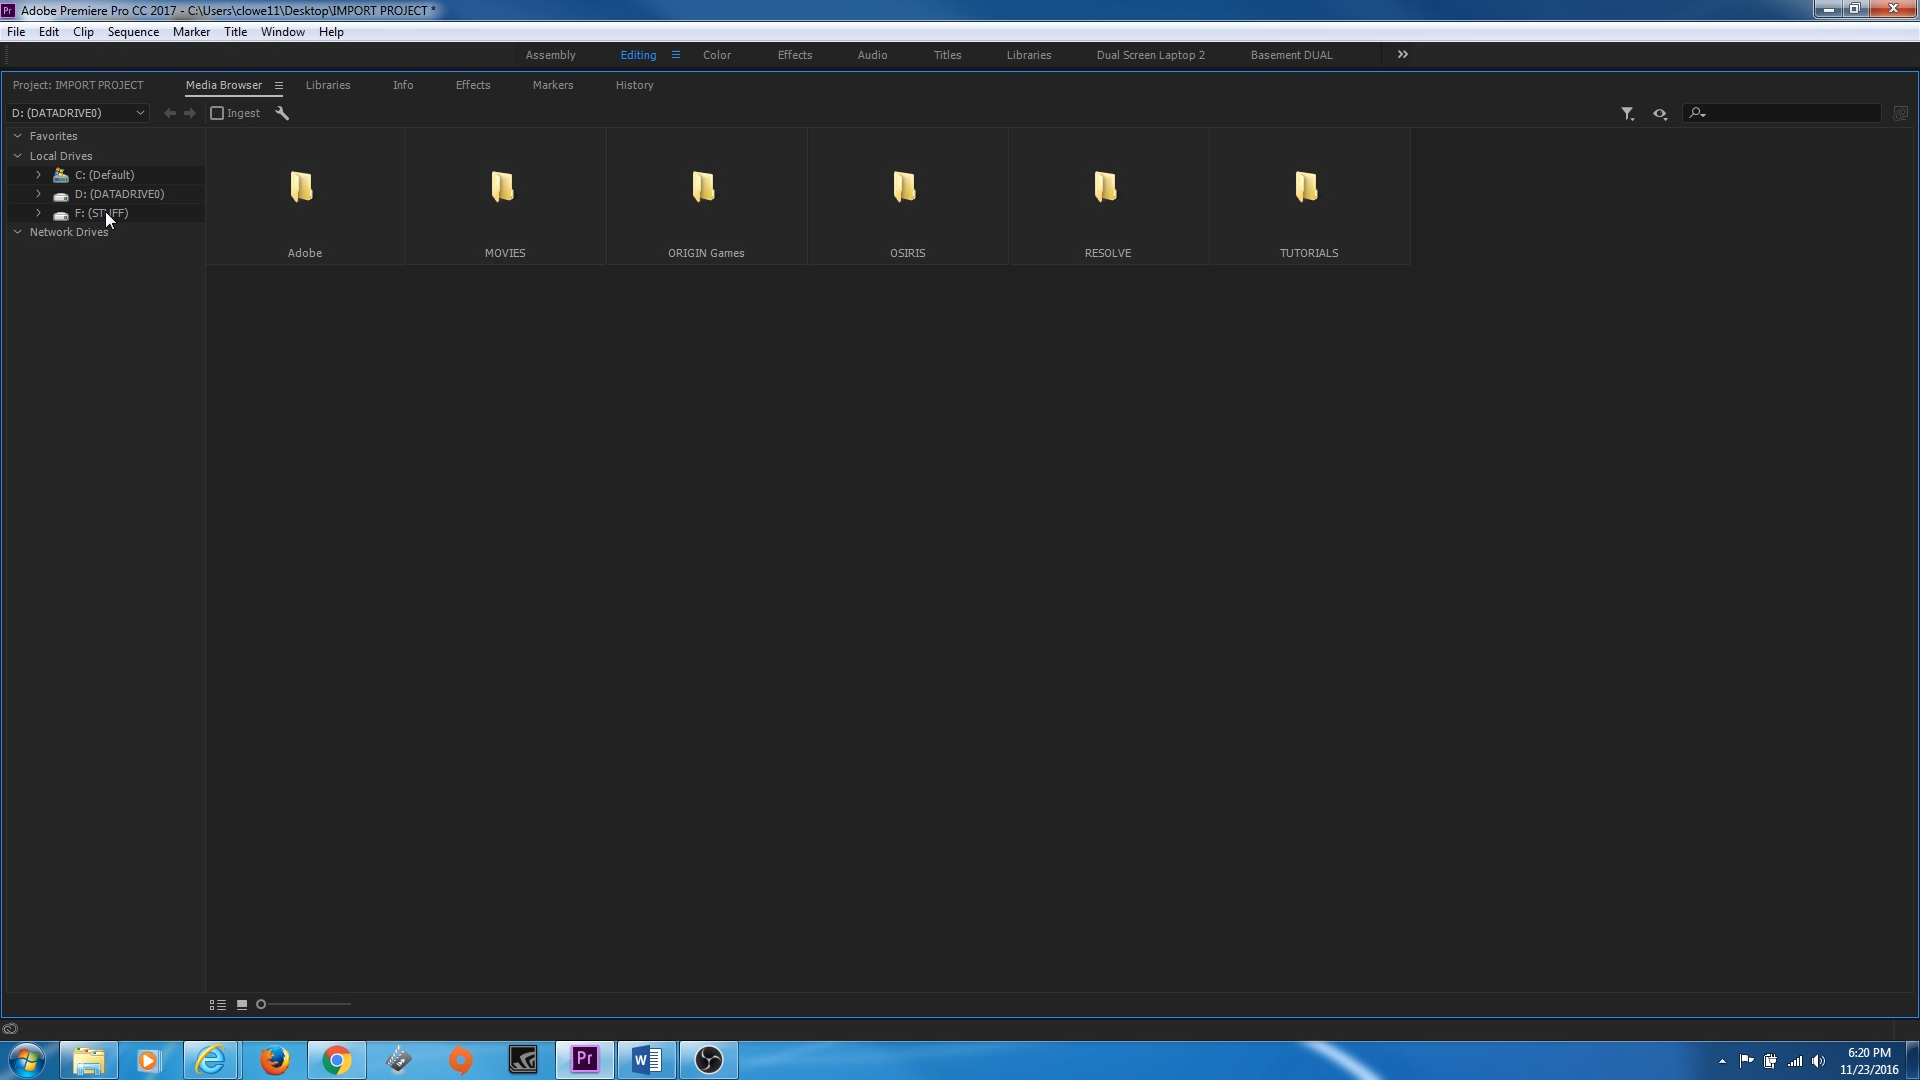 Adobe Premiere Pro CC 2017 - C:\Users\clowe11\Desktop\IMPORT PROJECT *
File Edit Clip Sequence Marker Title Window Help
Assembly Editing Color Effects Audio Titles Libraries Dual Screen Laptop 2 Basement DUAL
Project: IMPORT PROJECT Media Browser Libraries Info Effects Markers History
D: (DATADRIVE0) Ingest
Favorites
Local Drives
C: (Default)
D: (DATADRIVE0)
F: (STUFF)
Network Drives
Adobe MOVIES ORIGIN Games OSIRIS RESOLVE TUTORIALS
6:20 PM
11/23/2016